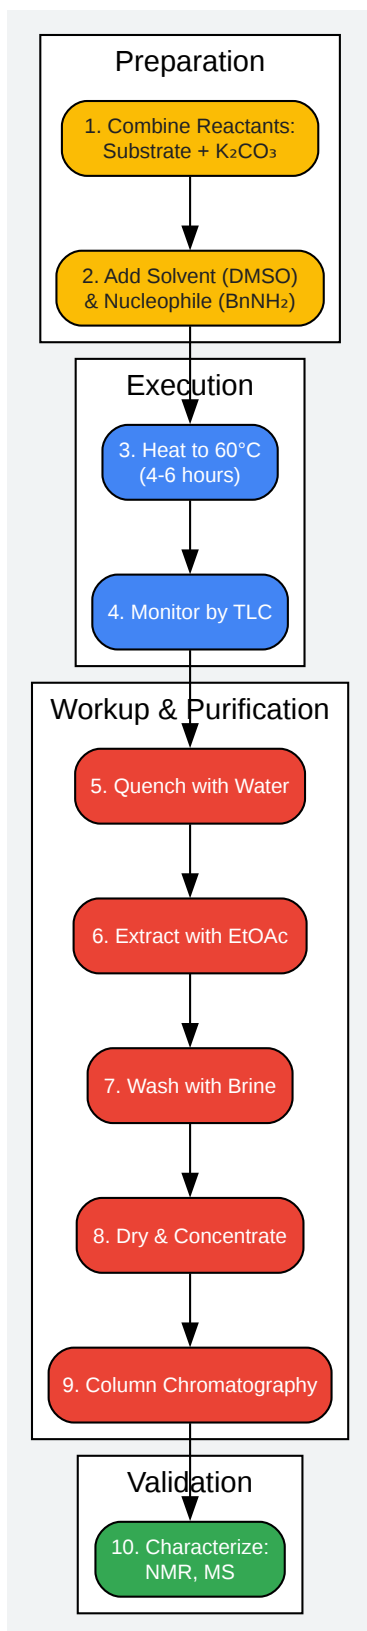 Preparation
1. Combine Reactants:
Substrate + K₂CO₃
2. Add Solvent (DMSO)
& Nucleophile (BnNH₂)
Execution
3. Heat to 60°C
(4-6 hours)
4. Monitor by TLC
Workup & Purification
5. Quench with Water
6. Extract with EtOAc
7. Wash with Brine
8. Dry & Concentrate
9. Column Chromatography
Validation
10. Characterize:
NMR, MS